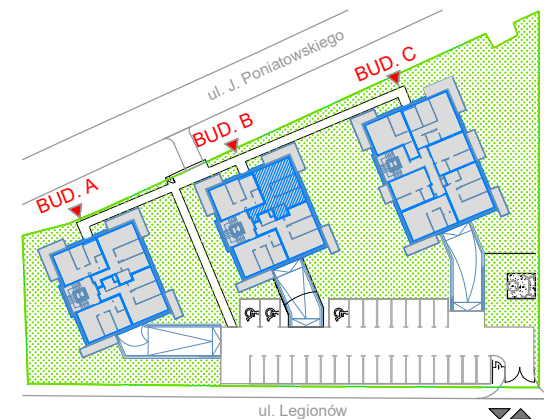 ul. J. Poniatowskiego
BUD. C
BUD. B
BUD. A
ul. Legionów